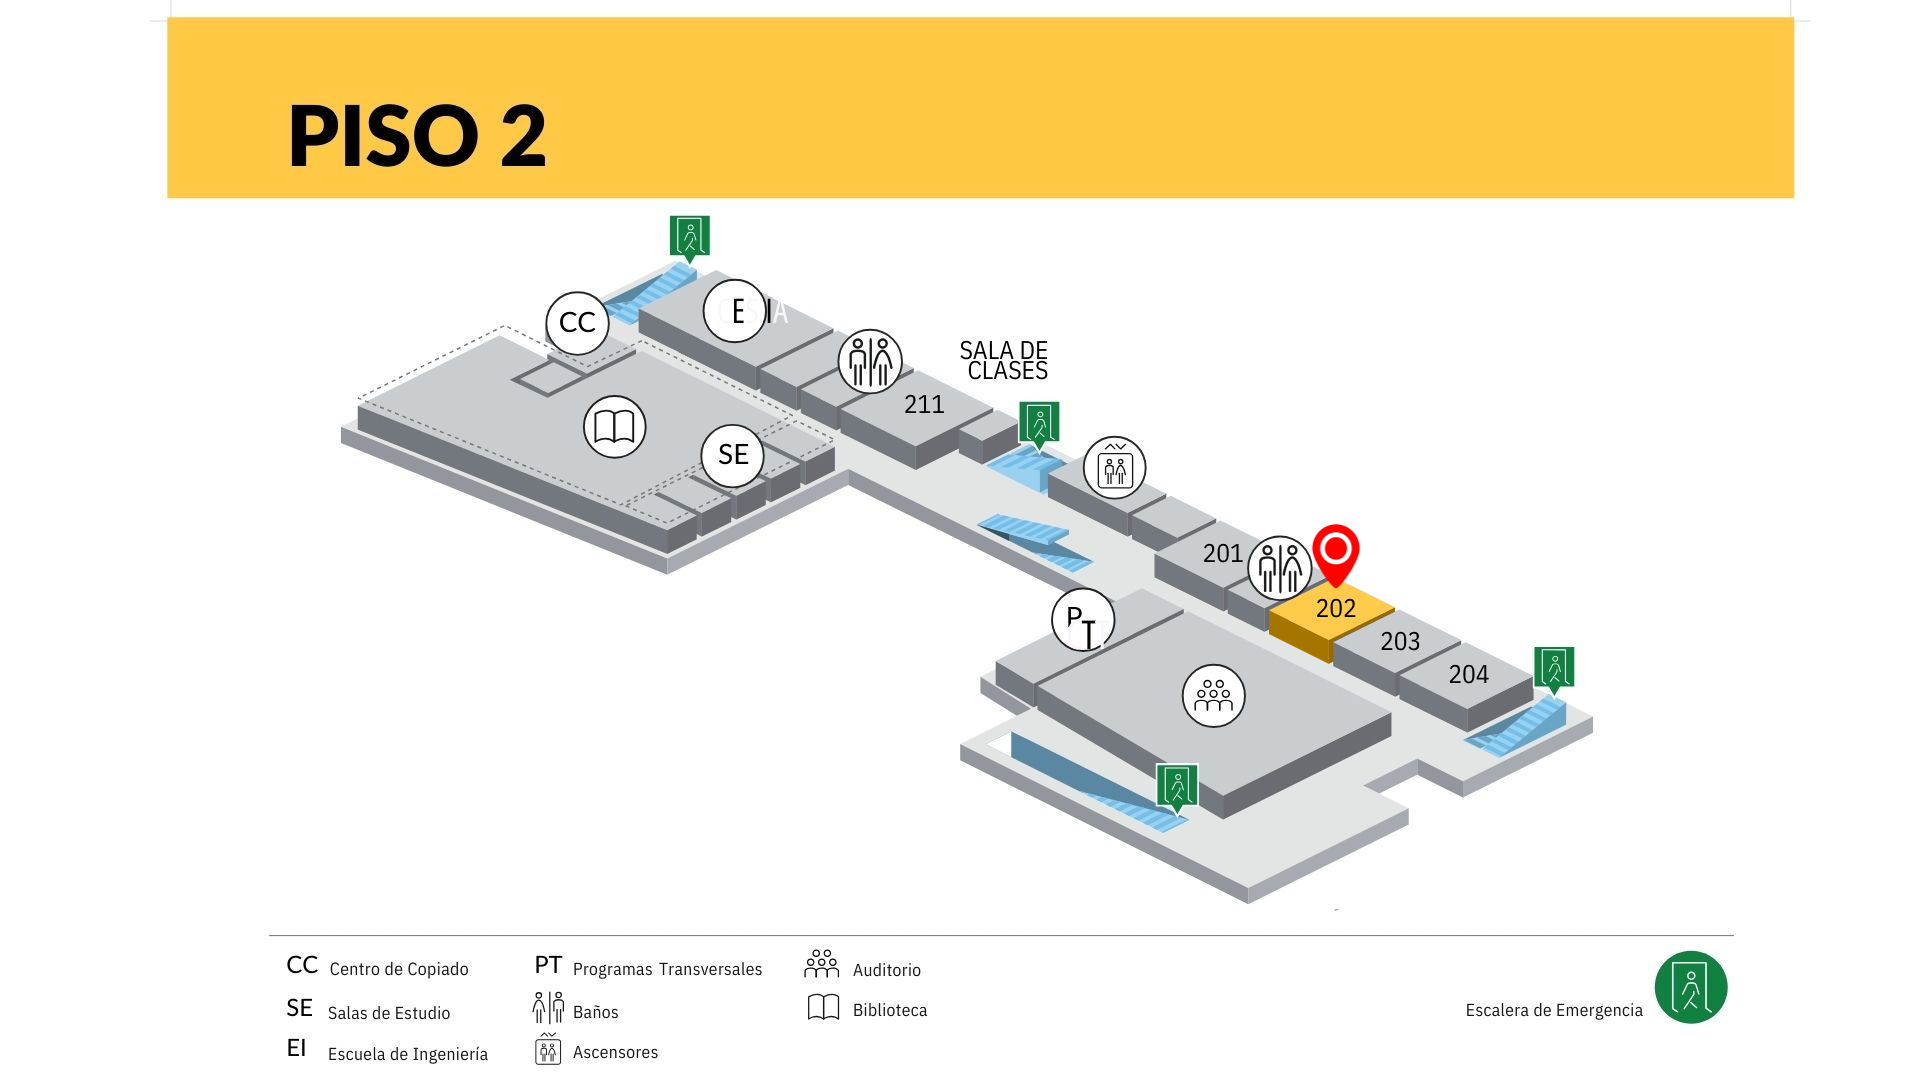 PISO 2
CC
EI
SALA DE
CLASES
211
SE
201
202
PT
203
204
CC Centro de Copiado
SE Salas de Estudio
EI Escuela de Ingeniería
PT Programas Transversales
Baños
Ascensores
Auditorio
Biblioteca
Escalera de Emergencia